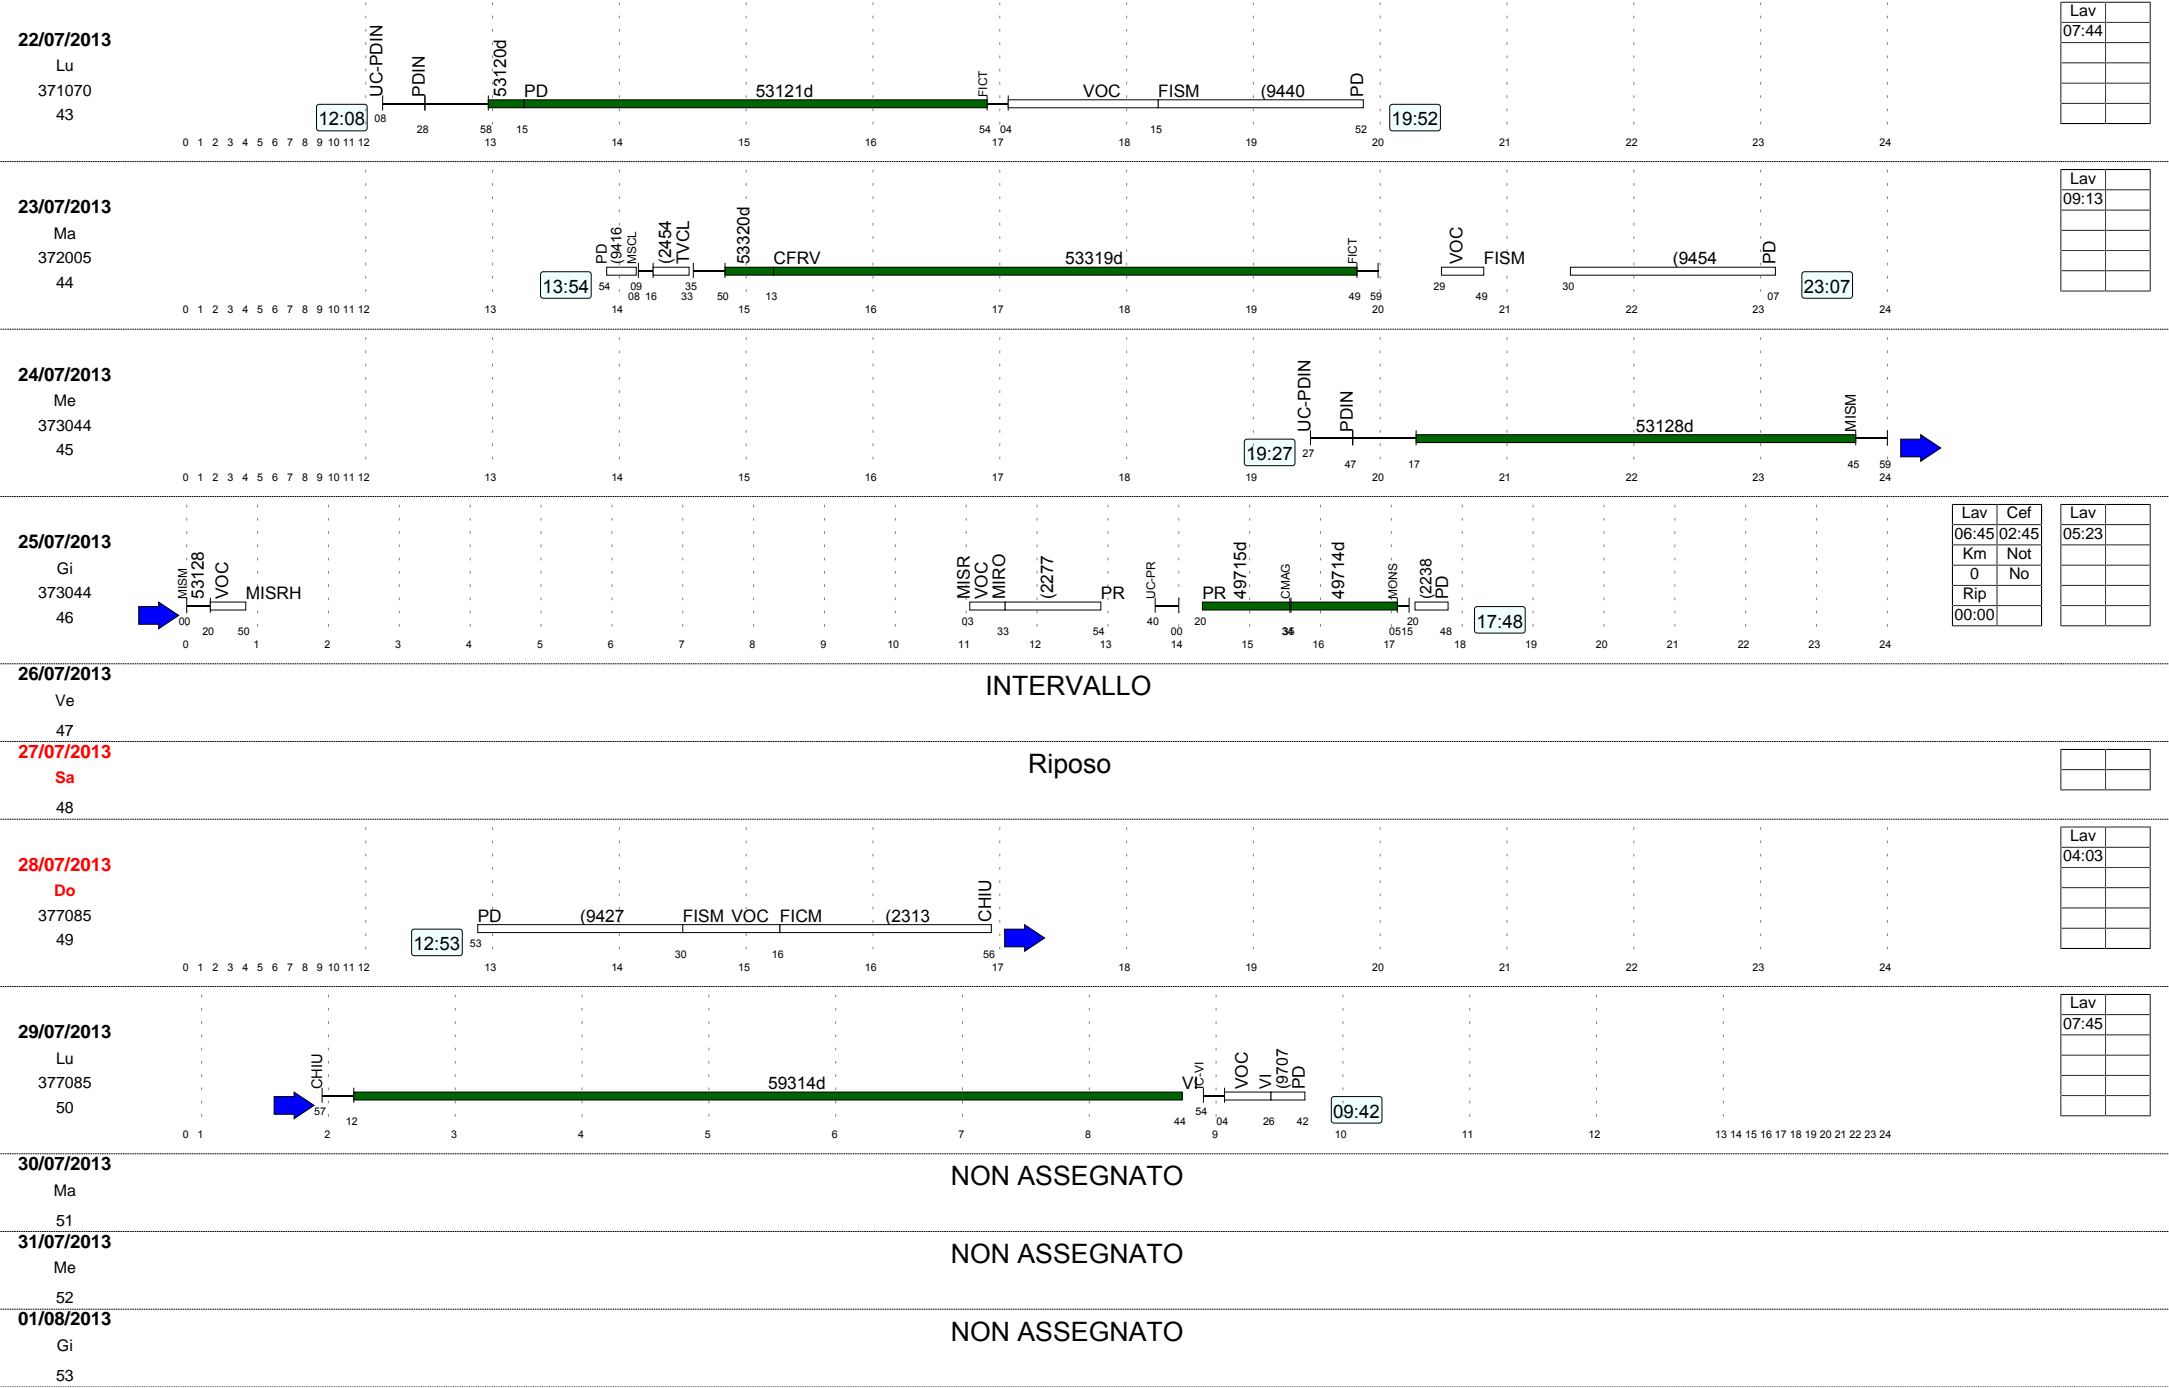 22/07/2013
Lu
371070
43
12:08
UC-PDIN
PDIN
53120d
PD
53121d
FICT
VOC
FISM
(9440
PD
19:52
08 28 58 15 54 04 15 52
0 1 2 3 4 5 6 7 8 9 10 11 12 13 14 15 16 17 18 19 20 21 22 23 24
Lav
07:44
23/07/2013
Ma
372005
44
13:54
PD
(9416
MSCL
(2454
TVCL
53320d
CFRV
53319d
FICT
VOC
FISM
(9454
PD
23:07
54 09 35
08 16 33 50 13 49 59 29 49 30 07
0 1 2 3 4 5 6 7 8 9 10 11 12 13 14 15 16 17 18 19 20 21 22 23 24
Lav
09:13
24/07/2013
Me
373044
45
19:27
UC-PDIN
PDIN
53128d
MISM
27 47 17 45 59
0 1 2 3 4 5 6 7 8 9 10 11 12 13 14 15 16 17 18 19 20 21 22 23 24
25/07/2013
Gi
373044
46
MISM
53128
VOC
MISRH
MISR
VOC
MIRO
(2277
PR
UC-PR
PR
49715d
CMAG
49714d
MONS
(2238
PD
17:48
00 20 50 03 33 54 40 00 20 05 15 20 48
0 1 2 3 4 5 6 7 8 9 10 11 12 13 14 15 16 17 18 19 20 21 22 23 24
Lav Cef
06:45 02:45
Km Not
0 No
Rip
00:00
Lav
05:23
26/07/2013
Ve
47
INTERVALLO
27/07/2013
Sa
48
Riposo
28/07/2013
Do
377085
49
12:53
PD
(9427
FISM
VOC
FICM
(2313
CHIU
53 30 16 56
0 1 2 3 4 5 6 7 8 9 10 11 12 13 14 15 16 17 18 19 20 21 22 23 24
Lav
04:03
29/07/2013
Lu
377085
50
CHIU
59314d
VI
VOC
VI
(9707
PD
09:42
57 12 44 54 04 26 42
0 1 2 3 4 5 6 7 8 9 10 11 12 13 14 15 16 17 18 19 20 21 22 23 24
Lav
07:45
30/07/2013
Ma
51
NON ASSEGNATO
31/07/2013
Me
52
NON ASSEGNATO
01/08/2013
Gi
53
NON ASSEGNATO